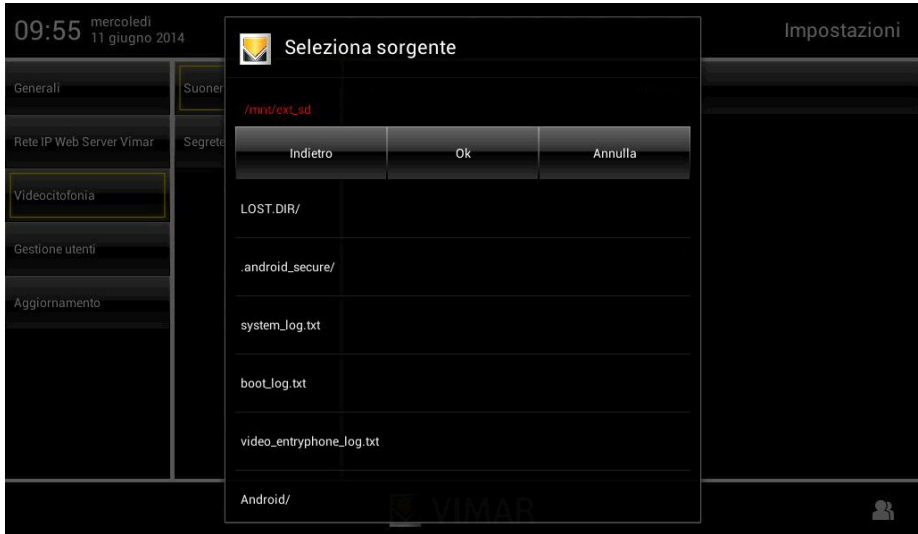 09:55 mercoledì
11 giugno 2014
Impostazioni
Seleziona sorgente
Generali
Suoner
/mnt/ext_sd
Rete IP Web Server Vimar
Segrete
Indietro
Ok
Annulla
Videocitofonia
LOST.DIR/
Gestione utenti
.android_secure/
Aggiornamento
system_log.txt
boot_log.txt
video_entryphone_log.txt
Android/
VIMAR